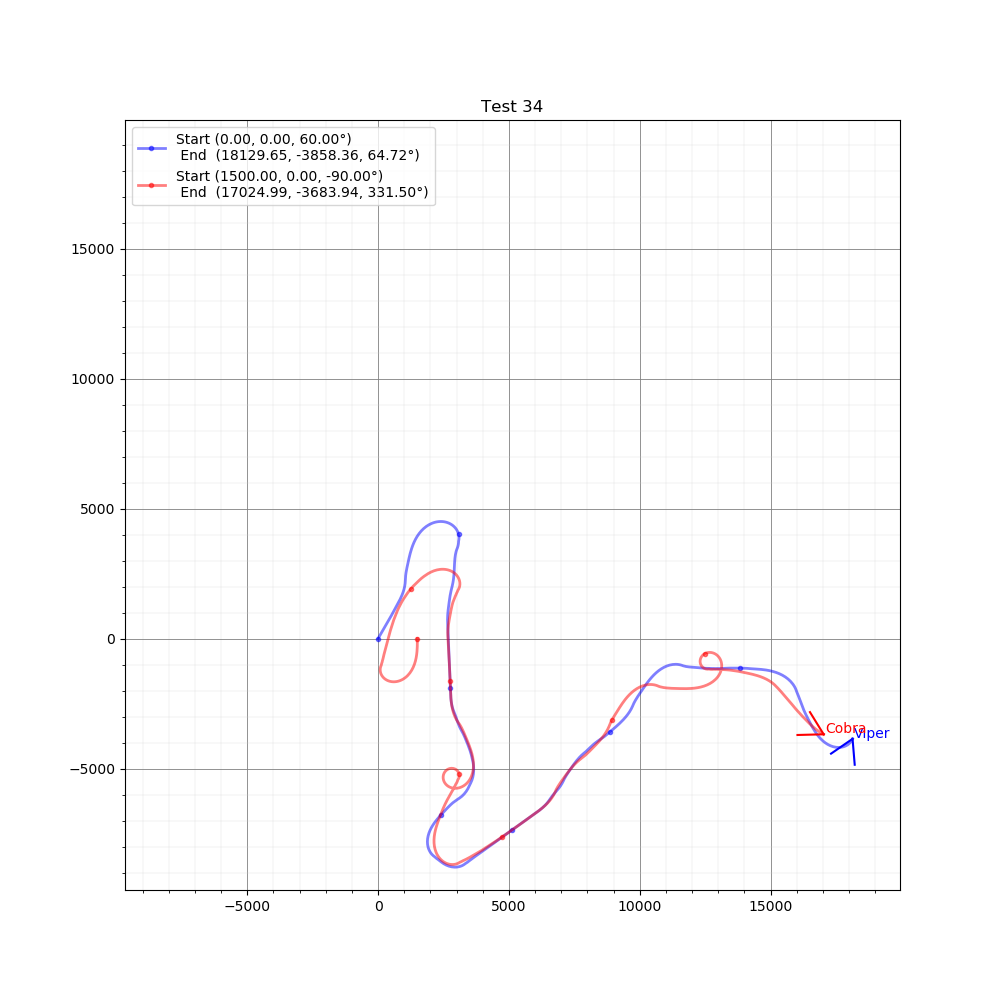 Test 34
Start (0.00, 0.00, 60.00°)
End (18129.65, -3858.36, 64.72°)
Start (1500.00, 0.00, -90.00°)
End (17024.99, -3683.94, 331.50°)
15000
10000
5000
0
−5000
Cobra
Viper
−5000
0
5000
10000
15000